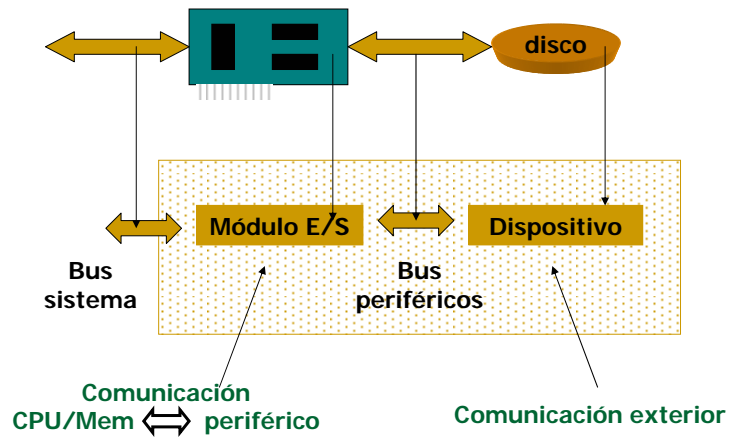 disco
Módulo E/S
Dispositivo
Bus
sistema
Bus
periféricos
Comunicación
CPU/Mem periférico
Comunicación exterior